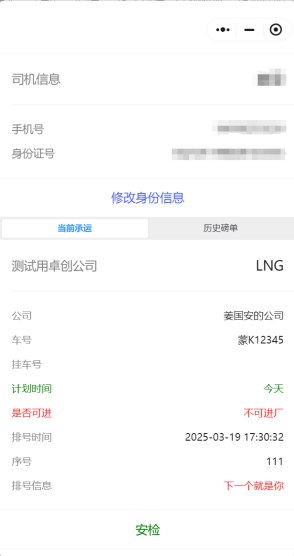 司机信息
手机号
身份证号
修改身份信息
当前承运 历史磅单
测试用卓创公司 LNG
公司 姜国安的公司
车号 蒙K12345
挂车号
计划时间 今天
是否可进 不可进厂
排号时间 2025-03-19 17:30:32
序号 111
排号信息 下一个就是你
安检